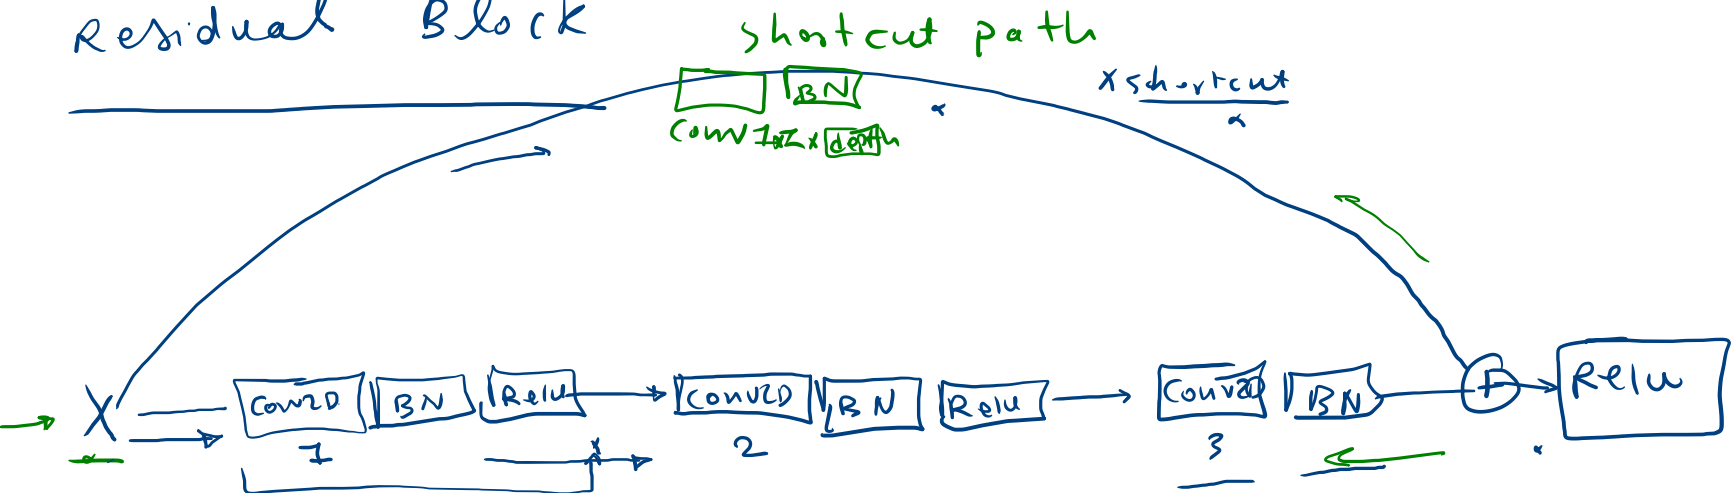 Residual Block
shortcut path
X shortcut
BN
Conv 1x1x depth
X
Conv2D BN Relu Conv2D BN Relu Conv2D BN + Relu
1 2 3